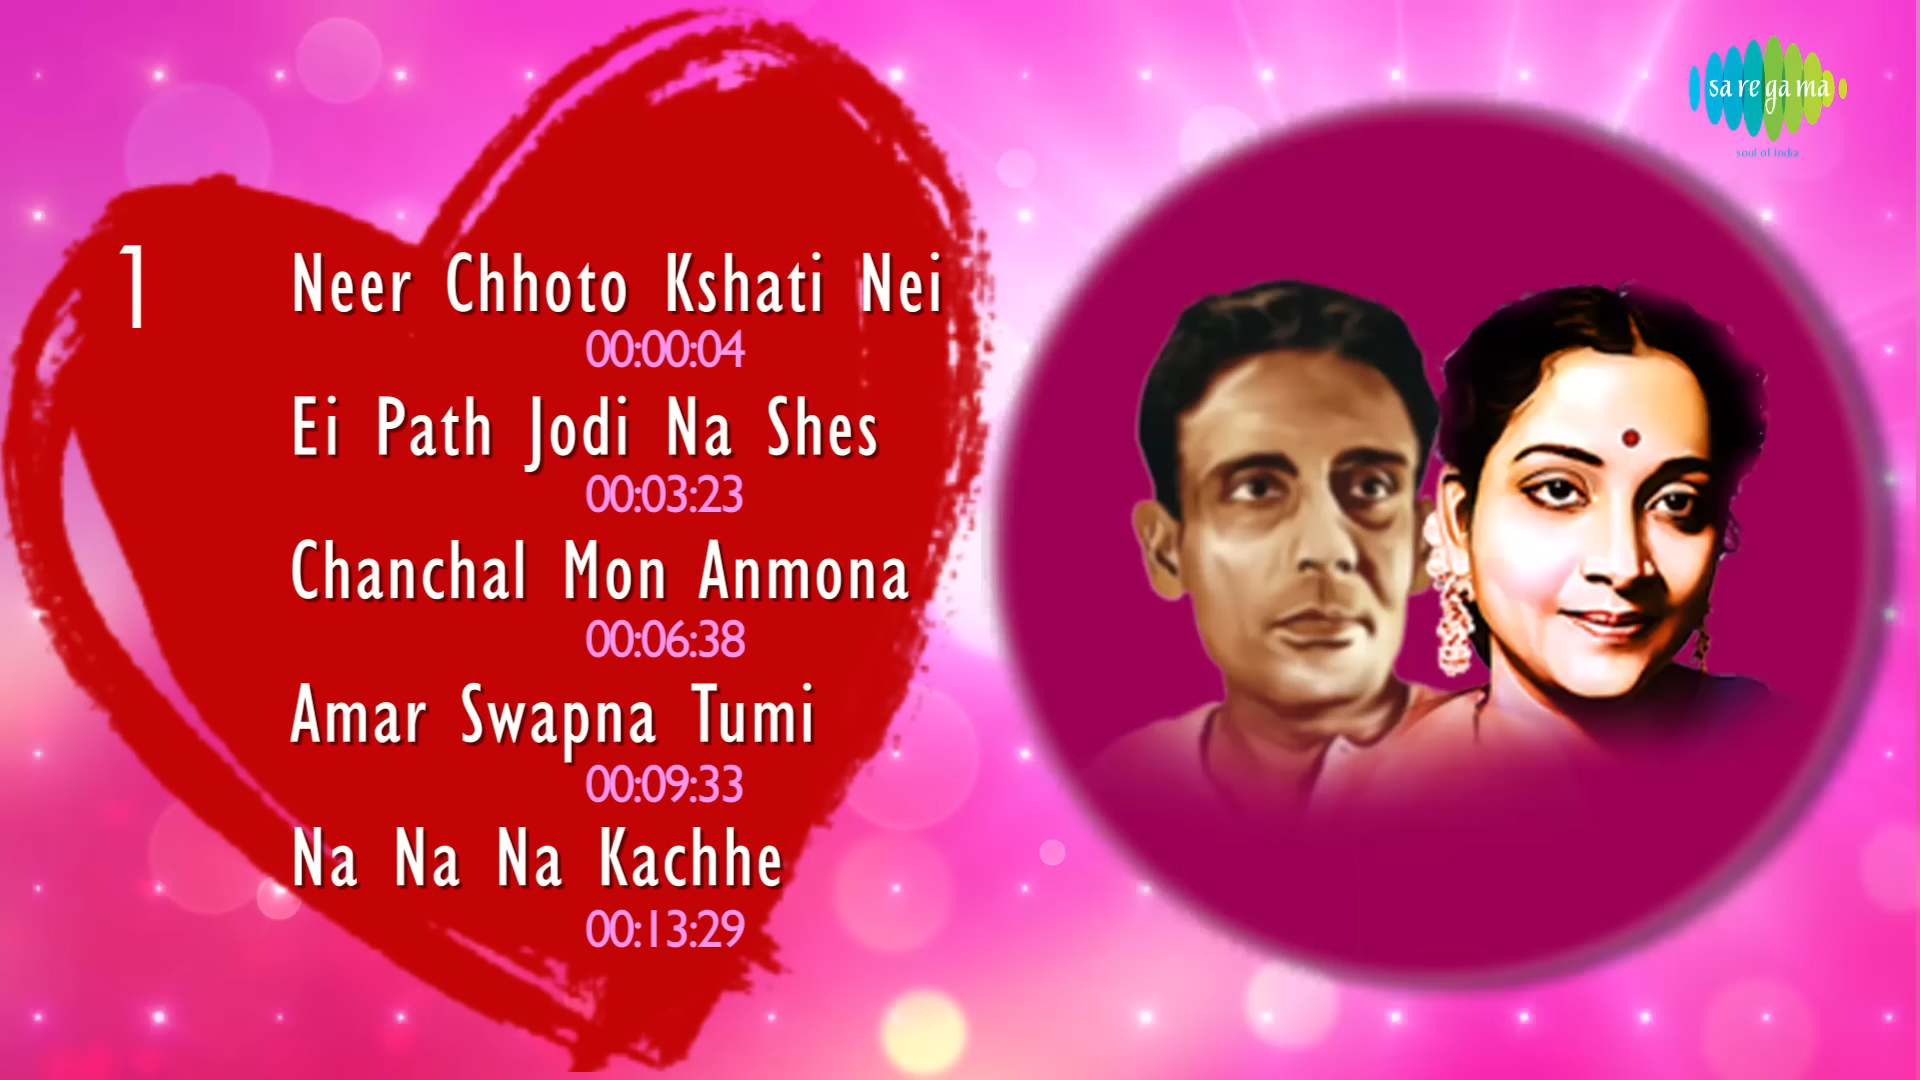 sa re ga ma
soul of India
1 Neer Chhoto Kshati Nei
00:00:04
Ei Path Jodi Na Shes
00:03:23
Chanchal Mon Anmona
00:06:38
Amar Swapna Tumi
00:09:33
Na Na Na Kachhe
00:13:29